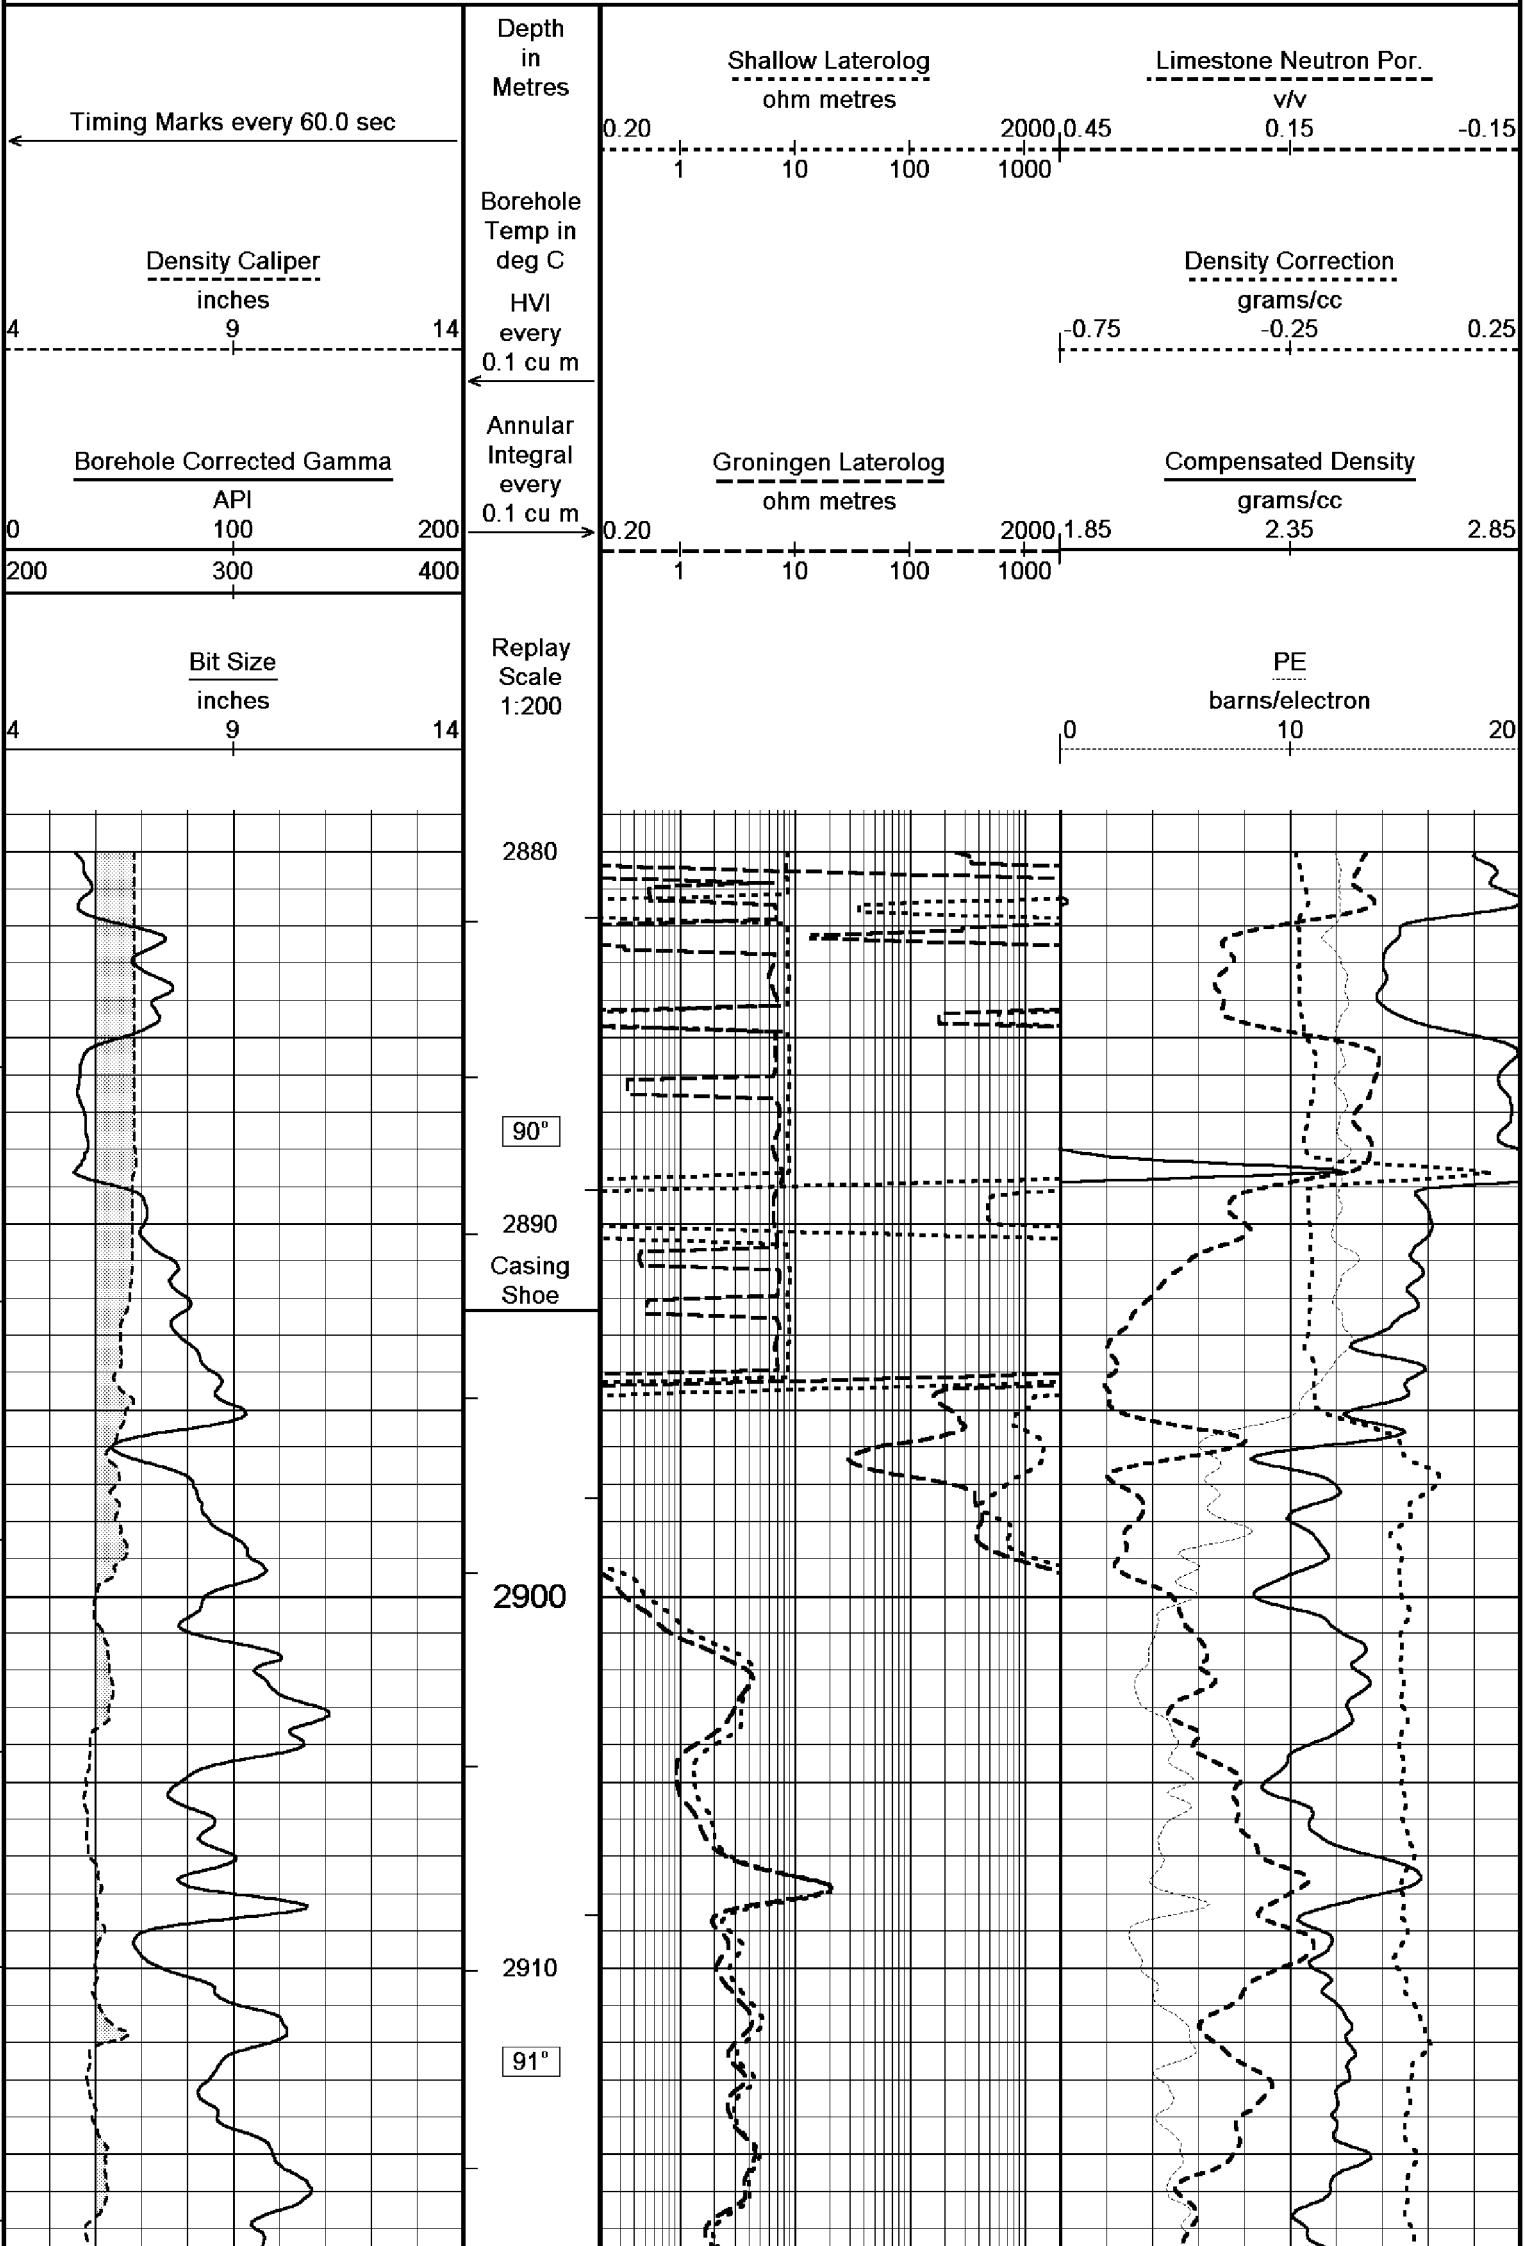 Timing Marks every 60.0 sec
Density Caliper
inches
4 9 14
Borehole Corrected Gamma
API
0 100 200
200 300 400
Bit Size
inches
4 9 14
Depth
in
Metres
Borehole
Temp in
deg C
HVI
every
0.1 cu m
Annular
Integral
every
0.1 cu m
Replay
Scale
1:200
Shallow Laterolog
ohm metres
0.20 2000
1 10 100 1000
Groningen Laterolog
ohm metres
0.20 2000
1 10 100 1000
Limestone Neutron Por.
v/v
0.45 0.15 -0.15
Density Correction
grams/cc
-0.75 -0.25 0.25
Compensated Density
grams/cc
1.85 2.35 2.85
PE
barns/electron
0 10 20
2880
90°
2890
Casing
Shoe
2900
2910
91°